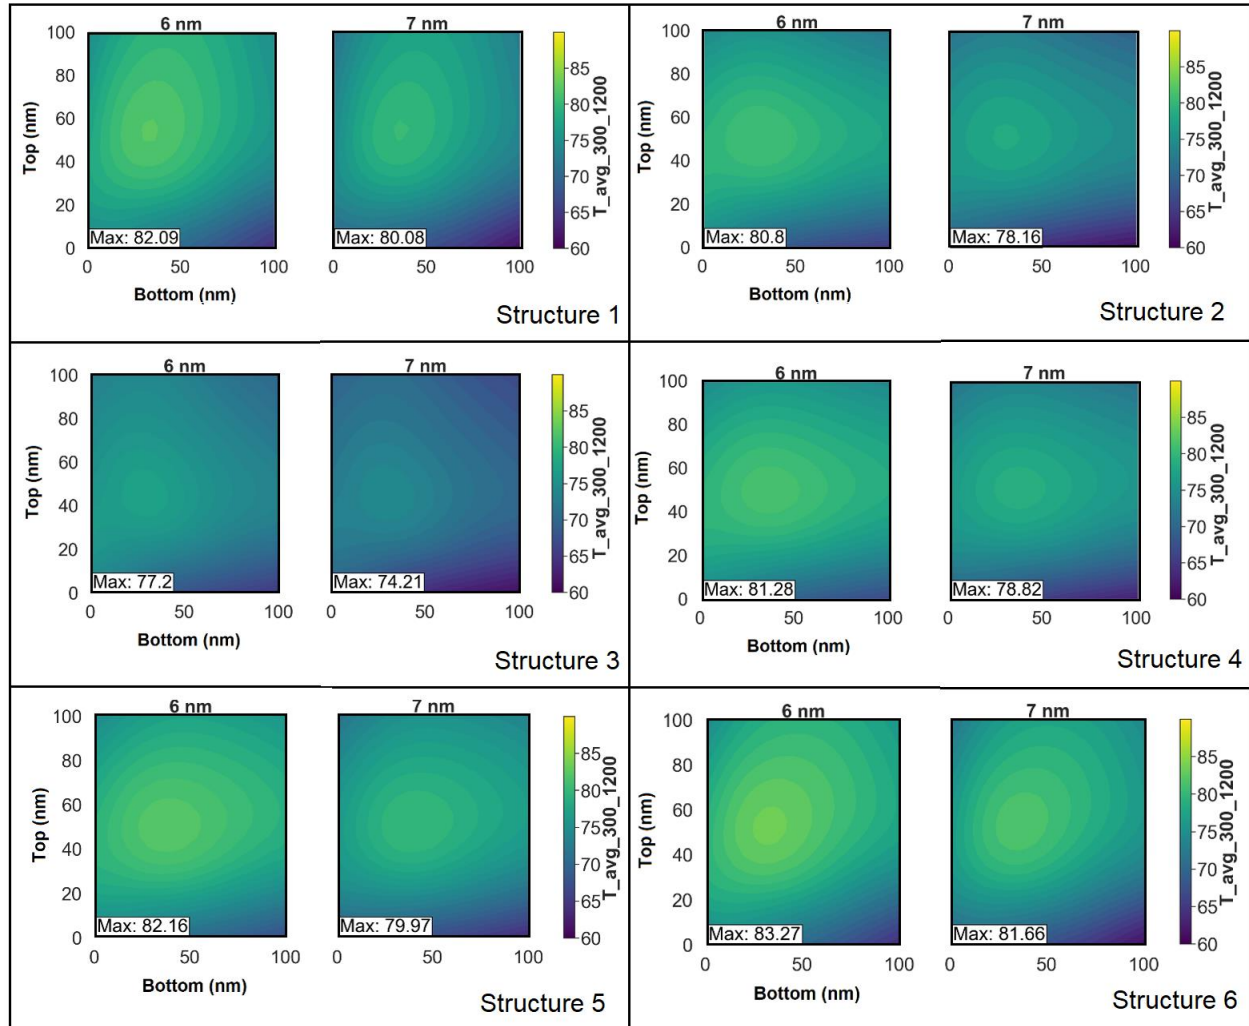 6 nm
7 nm
100
80
60
40
20
0
Top (nm)
Max: 82.09
Max: 80.08
0
50
100
0
50
100
Bottom (nm)
85
80
75
70
65
60
T_avg_300_1200
Structure 1
6 nm
7 nm
100
80
60
40
20
0
Top (nm)
Max: 80.8
Max: 78.16
0
50
100
0
50
100
Bottom (nm)
85
80
75
70
65
60
T_avg_300_1200
Structure 2
6 nm
7 nm
100
80
60
40
20
0
Top (nm)
Max: 77.2
Max: 74.21
0
50
100
0
50
100
Bottom (nm)
85
80
75
70
65
60
T_avg_300_1200
Structure 3
6 nm
7 nm
100
80
60
40
20
0
Top (nm)
Max: 81.28
Max: 78.82
0
50
100
0
50
100
Bottom (nm)
85
80
75
70
65
60
T_avg_300_1200
Structure 4
6 nm
7 nm
100
80
60
40
20
0
Top (nm)
Max: 82.16
Max: 79.97
0
50
100
0
50
100
Bottom (nm)
85
80
75
70
65
60
T_avg_300_1200
Structure 5
6 nm
7 nm
100
80
60
40
20
0
Top (nm)
Max: 83.27
Max: 81.66
0
50
100
0
50
100
Bottom (nm)
85
80
75
70
65
60
T_avg_300_1200
Structure 6